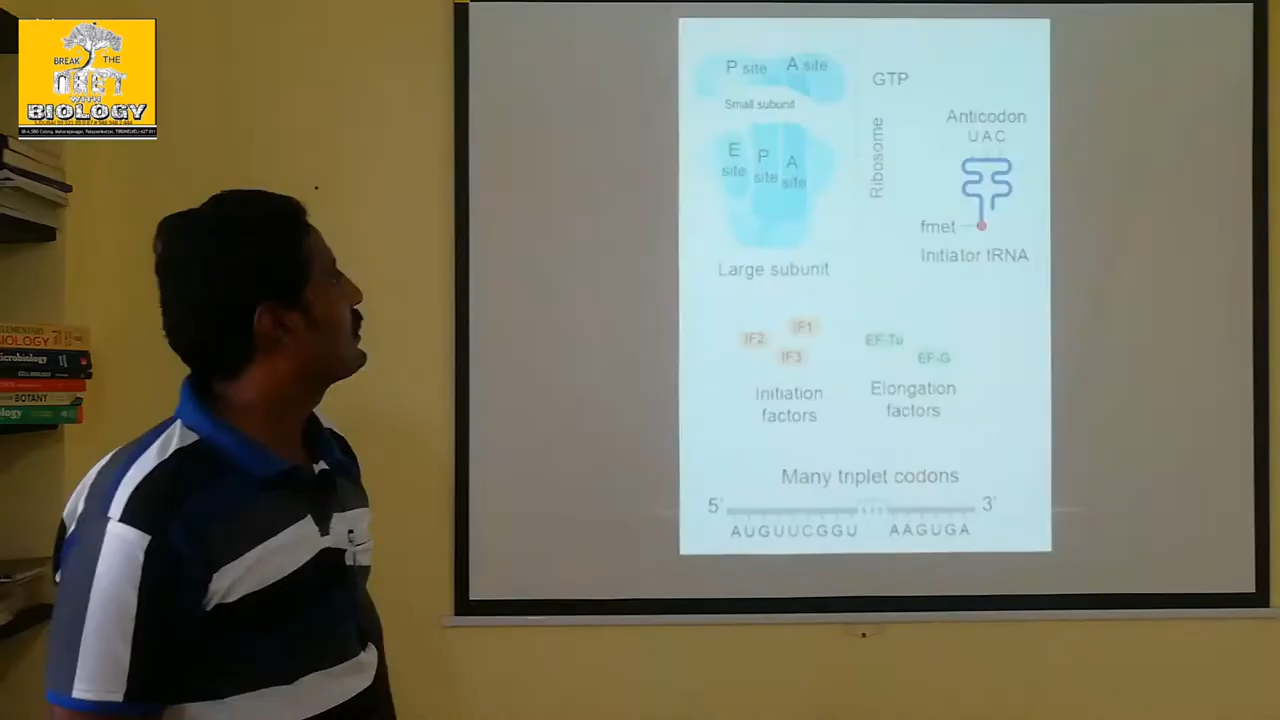 BREAK THE
NEET
WITH
BIOLOGY
P site
A site
GTP
Small subunit
Ribosome
Anticodon
UAC
E
site
P
site
A
site
fmet
Initiator tRNA
Large subunit
IF2
IF1
IF3
EF-Tu
EF-G
Initiation
factors
Elongation
factors
Many triplet codons
5'
3'
AUGUUCGGU
AAGUGA
ELEMENTARY
BIOLOGY
Microbiology
BOTANY